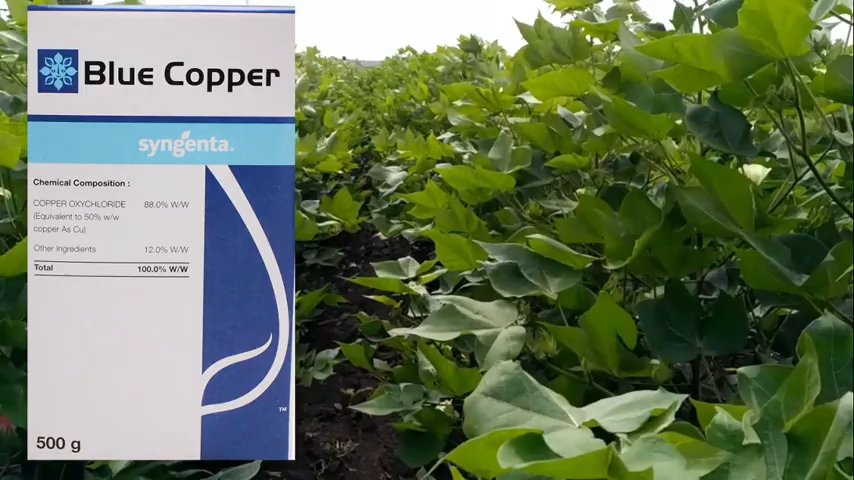 Blue Copper
syngenta.
Chemical Composition :
COPPER OXYCHLORIDE 88.0% W/W
(Equivalent to 50% w/w
copper As Cu)
Other Ingredients 12.0% W/W
Total 100.0% W/W
TM
500 g